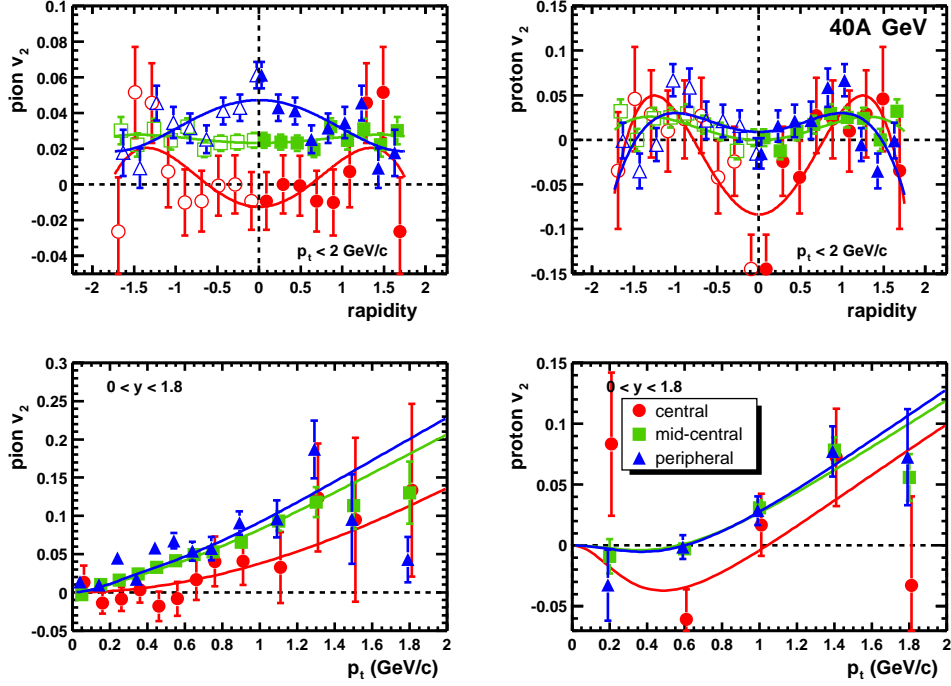 40A GeV
pion v2
0.1
0.08
0.06
0.04
0.02
0
-0.02
-0.04
p_t < 2 GeV/c
-2 -1.5 -1 -0.5 0 0.5 1 1.5 2
rapidity
proton v2
0.15
0.1
0.05
0
-0.05
-0.1
-0.15
p_t < 2 GeV/c
-2 -1.5 -1 -0.5 0 0.5 1 1.5 2
rapidity
pion v2
0.3
0.25
0.2
0.15
0.1
0.05
0
-0.05
0 < y < 1.8
0 0.2 0.4 0.6 0.8 1 1.2 1.4 1.6 1.8 2
p_t (GeV/c)
proton v2
0.15
0.1
0.05
-0.0
-0.05
0 < y < 1.8
central
mid-central
peripheral
0 0.2 0.4 0.6 0.8 1 1.2 1.4 1.6 1.8 2
p_t (GeV/c)